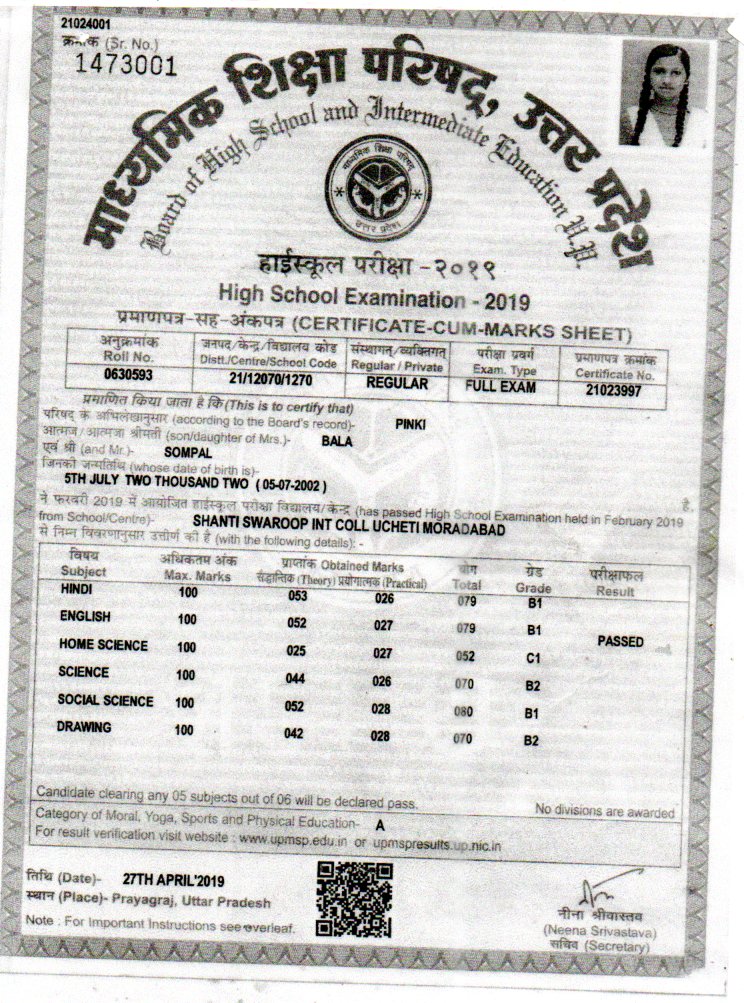 21024001
क्रमांक (Sr. No.)
1473001
माध्यमिक शिक्षा परिषद्, उत्तर प्रदेश
Board of High School and Intermediate Education U.P.
माध्यमिक शिक्षा परिषद्
उत्तर प्रदेश
हाईस्कूल परीक्षा -२०१९
High School Examination - 2019
प्रमाणपत्र-सह-अंकपत्र (CERTIFICATE-CUM-MARKS SHEET)
अनुक्रमांक जनपद/केन्द्र/विद्यालय कोड संस्थागत/व्यक्तिगत परीक्षा प्रवर्ग प्रमाणपत्र क्रमांक
Roll No. Distt./Centre/School Code Regular / Private Exam. Type Certificate No.
0630593 21/12070/1270 REGULAR FULL EXAM 21023997
प्रमाणित किया जाता है कि (This is to certify that)
परिषद् के अभिलेखानुसार (according to the Board's record)- PINKI
आत्मज/आत्मजा श्रीमती (son/daughter of Mrs.)- BALA
एवं श्री (and Mr.)- SOMPAL
जिनकी जन्मतिथि (whose date of birth is)-
5TH JULY TWO THOUSAND TWO ( 05-07-2002 ) है,
ने फरवरी 2019 में आयोजित हाईस्कूल परीक्षा विद्यालय/केन्द्र (has passed High School Examination held in February 2019
from School/Centre)- SHANTI SWAROOP INT COLL UCHETI MORADABAD
से निम्न विवरणानुसार उत्तीर्ण की है (with the following details): -
विषय अधिकतम अंक प्राप्तांक Obtained Marks योग ग्रेड परीक्षाफल
Subject Max. Marks सैद्धान्तिक (Theory) प्रयोगात्मक (Practical) Total Grade Result
HINDI 100 053 026 079 B1
ENGLISH 100 052 027 079 B1 PASSED
HOME SCIENCE 100 025 027 052 C1
SCIENCE 100 044 026 070 B2
SOCIAL SCIENCE 100 052 028 080 B1
DRAWING 100 042 028 070 B2
Candidate clearing any 05 subjects out of 06 will be declared pass. No divisions are awarded
Category of Moral, Yoga, Sports and Physical Education- A
For result verification visit website : www.upmsp.edu.in or upmspresults.up.nic.in
तिथि (Date)- 27TH APRIL'2019
स्थान (Place)- Prayagraj, Uttar Pradesh
Note : For Important Instructions see overleaf.
नीना श्रीवास्तव
(Neena Srivastava)
सचिव (Secretary)